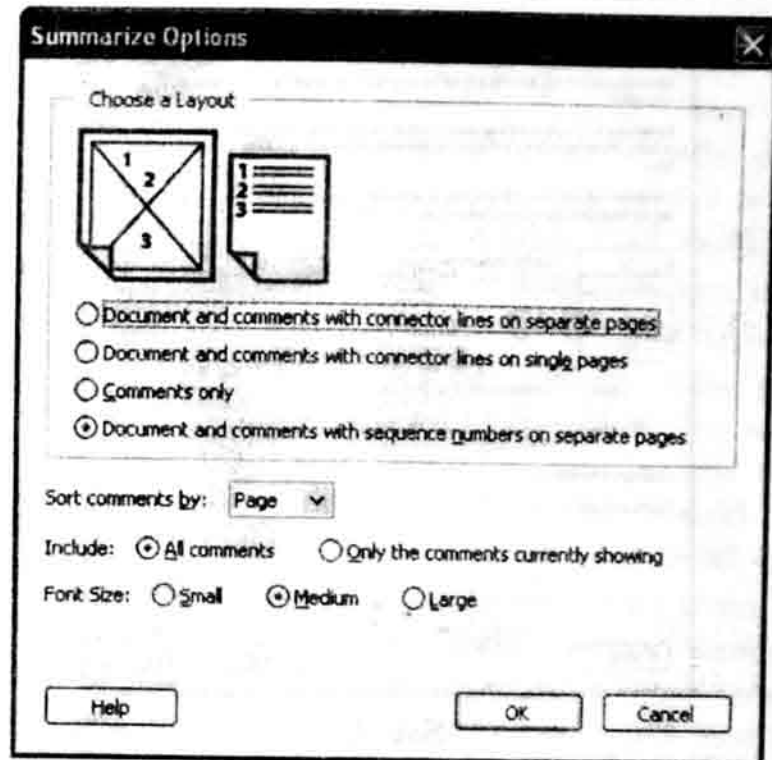 Summarize Options
Choose a Layout
1
2
3
1
2
3
Document and comments with connector lines on separate pages
Document and comments with connector lines on single pages
Comments only
Document and comments with sequence numbers on separate pages
Sort comments by: Page
Include: All comments Only the comments currently showing
Font Size: Small Medium Large
Help OK Cancel